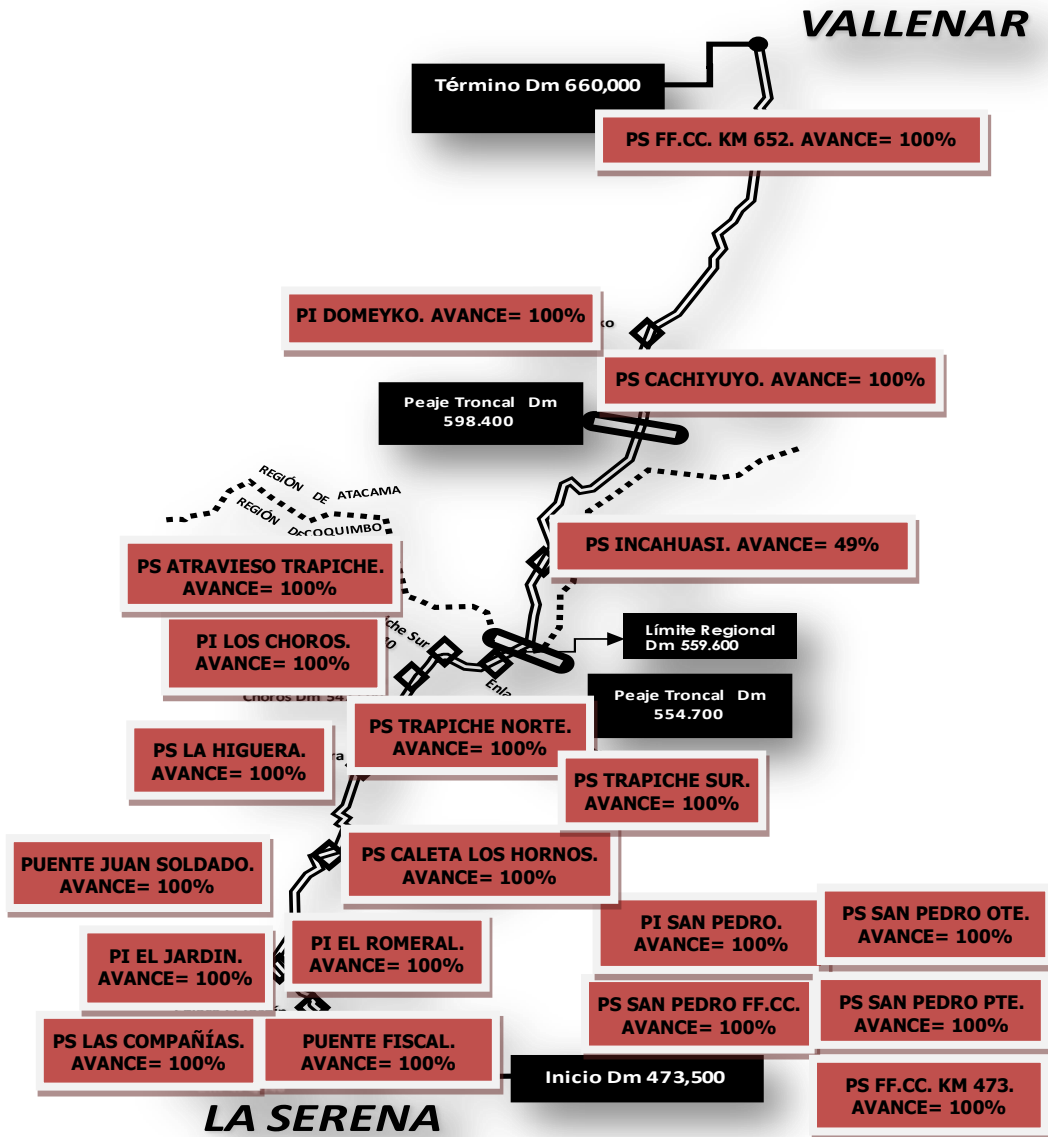 VALLENAR
Término Dm 660,000
PS FF.CC. KM 652. AVANCE= 100%
PI DOMEYKO. AVANCE= 100%
PS CACHIYUYO. AVANCE= 100%
Peaje Troncal Dm
598.400
REGIÓN DE ATACAMA
REGIÓN DE COQUIMBO
PS INCAHUASI. AVANCE= 49%
PS ATRAVIESO TRAPICHE.
AVANCE= 100%
Límite Regional
Dm 559.600
PI LOS CHOROS.
AVANCE= 100%
Sur
Choros Dm
Peaje Troncal Dm
554.700
PS TRAPICHE NORTE.
AVANCE= 100%
PS LA HIGUERA.
AVANCE= 100%
PS TRAPICHE SUR.
AVANCE= 100%
PUENTE JUAN SOLDADO.
AVANCE= 100%
PS CALETA LOS HORNOS.
AVANCE= 100%
PI SAN PEDRO.
AVANCE= 100%
PS SAN PEDRO OTE.
AVANCE= 100%
PI EL JARDIN.
AVANCE= 100%
PI EL ROMERAL.
AVANCE= 100%
PS SAN PEDRO FF.CC.
AVANCE= 100%
PS SAN PEDRO PTE.
AVANCE= 100%
PS LAS COMPAÑÍAS.
AVANCE= 100%
PUENTE FISCAL.
AVANCE= 100%
Inicio Dm 473,500
PS FF.CC. KM 473.
AVANCE= 100%
LA SERENA